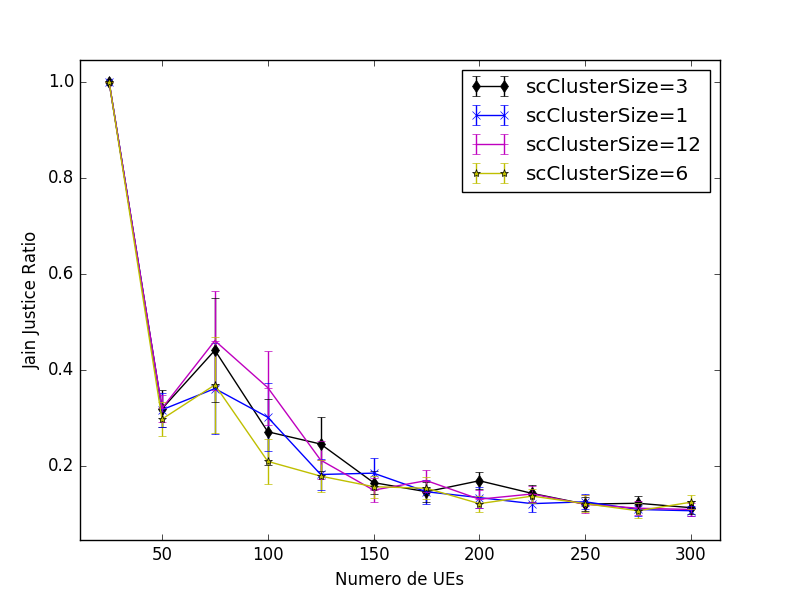 scClusterSize=3
scClusterSize=1
scClusterSize=12
scClusterSize=6
Jain Justice Ratio
1.0
0.8
0.6
0.4
0.2
50 100 150 200 250 300
Numero de UEs